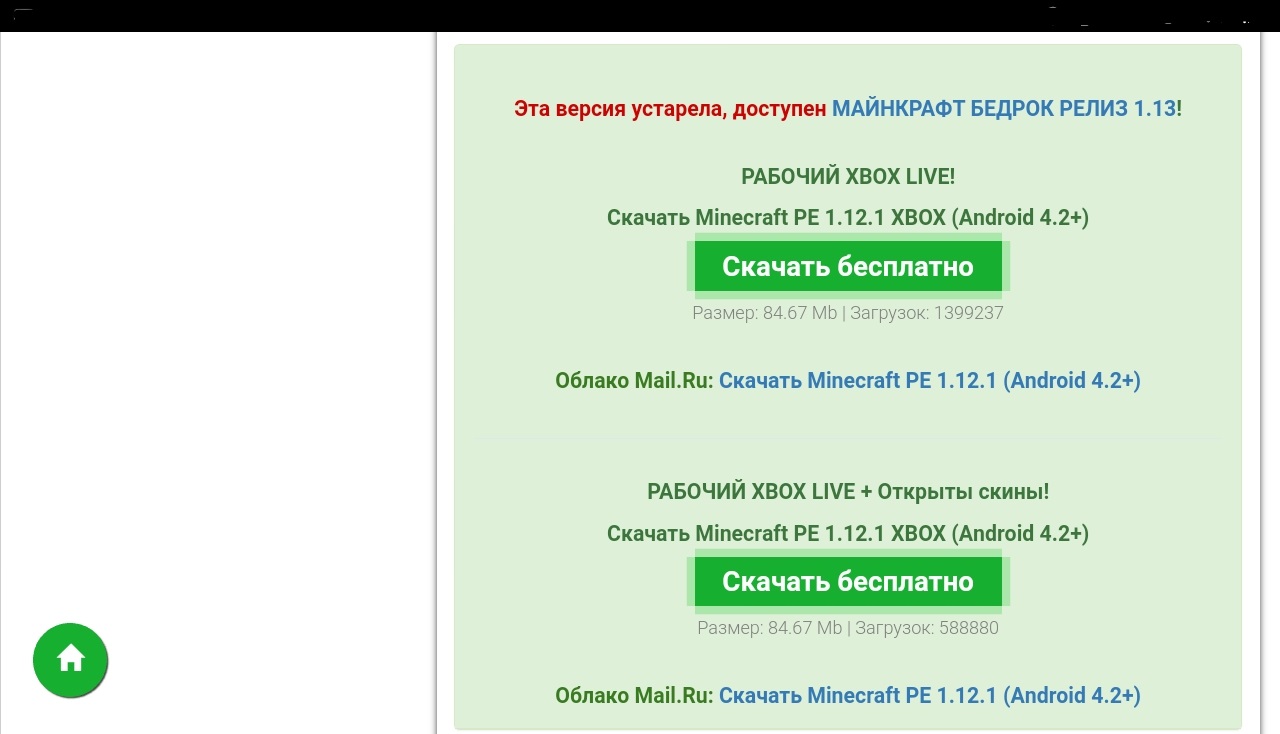 Эта версия устарела, доступен МАЙНКРАФТ БЕДРОК РЕЛИЗ 1.13!
РАБОЧИЙ XBOX LIVE!
Скачать Minecraft PE 1.12.1 XBOX (Android 4.2+)
Скачать бесплатно
Размер: 84.67 Mb | Загрузок: 1399237
Облако Mail.Ru: Скачать Minecraft PE 1.12.1 (Android 4.2+)
РАБОЧИЙ XBOX LIVE + Открыты скины!
Скачать Minecraft PE 1.12.1 XBOX (Android 4.2+)
Скачать бесплатно
Размер: 84.67 Mb | Загрузок: 588880
Облако Mail.Ru: Скачать Minecraft PE 1.12.1 (Android 4.2+)